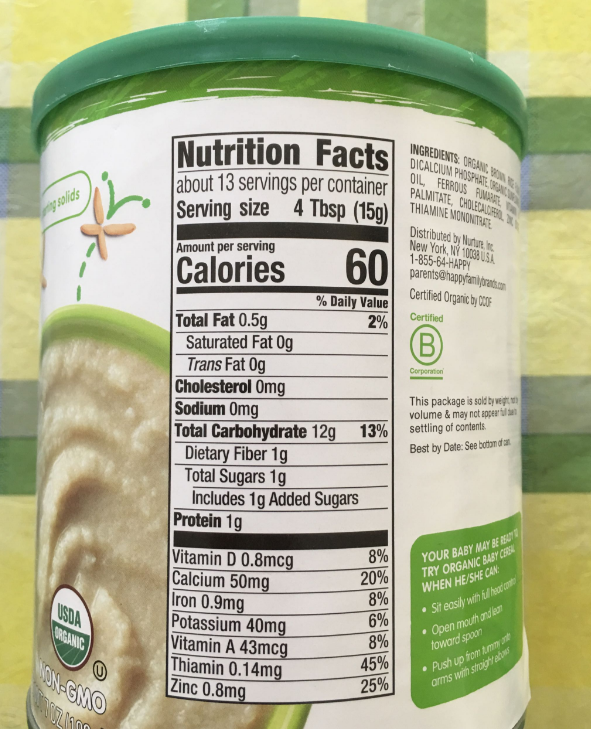 ring solids
Nutrition Facts
about 13 servings per container
Serving size 4 Tbsp (15g)
Amount per serving
Calories 60
% Daily Value
Total Fat 0.5g 2%
Saturated Fat 0g
Trans Fat 0g
Cholesterol 0mg
Sodium 0mg
Total Carbohydrate 12g 13%
Dietary Fiber 1g
Total Sugars 1g
Includes 1g Added Sugars
Protein 1g
Vitamin D 0.8mcg 8%
Calcium 50mg 20%
Iron 0.9mg 8%
Potassium 40mg 6%
Vitamin A 43mcg 8%
Thiamin 0.14mg 45%
Zinc 0.8mg 25%
INGREDIENTS: ORGANIC BROWN
DICALCIUM PHOSPHATE, ORGANIC
OIL, FERROUS FUMARATE,
PALMITATE, CHOLECALCIFEROL,
THIAMINE MONONITRATE.
Distributed by Nurture, Inc.
New York, NY 10038 U.S.A.
1-855-64-HAPPY
parents@happyfamilybrands.com
Certified Organic by CCOF
Certified
B
Corporation
This package is sold by weight, not by
volume & may not appear full due to
settling of contents.
Best by Date: See bottom of can.
YOUR BABY MAY BE READY TO
TRY ORGANIC BABY CEREAL
WHEN HE/SHE CAN:
• Sit easily with full head control
• Open mouth and lean
toward spoon
• Push up from tummy onto
arms with straight elbows
USDA
ORGANIC
U
NON-GMO